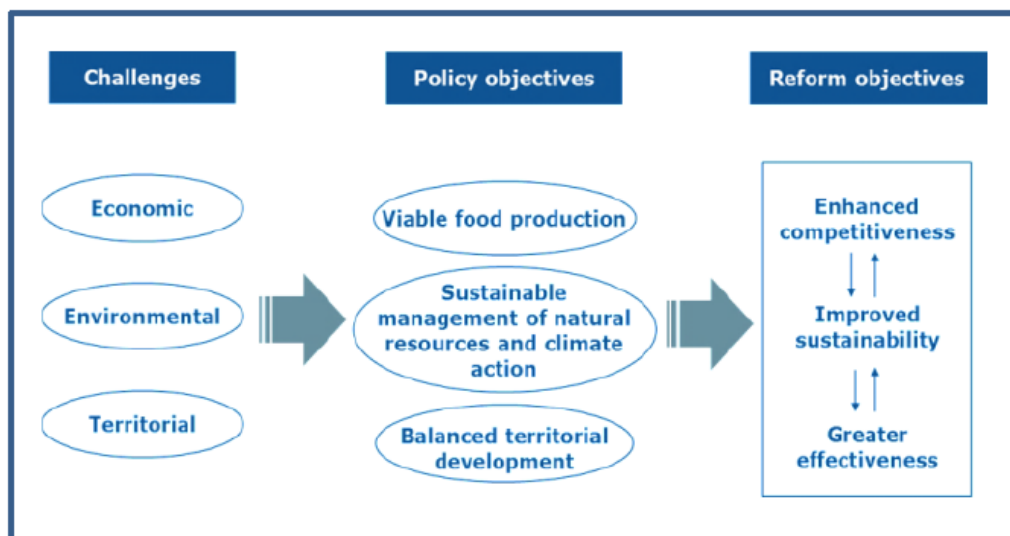 Challenges
Policy objectives
Reform objectives
Economic
Environmental
Territorial
Viable food production
Sustainable
management of natural
resources and climate
action
Balanced territorial
development
Enhanced
competitiveness
Improved
sustainability
Greater
effectiveness